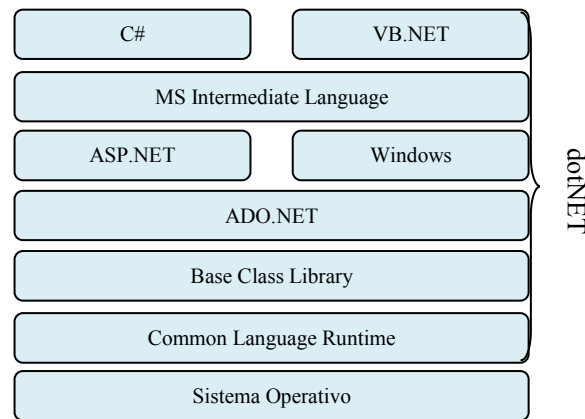 C#
VB.NET
MS Intermediate Language
ASP.NET
Windows
ADO.NET
Base Class Library
Common Language Runtime
Sistema Operativo
dotNET